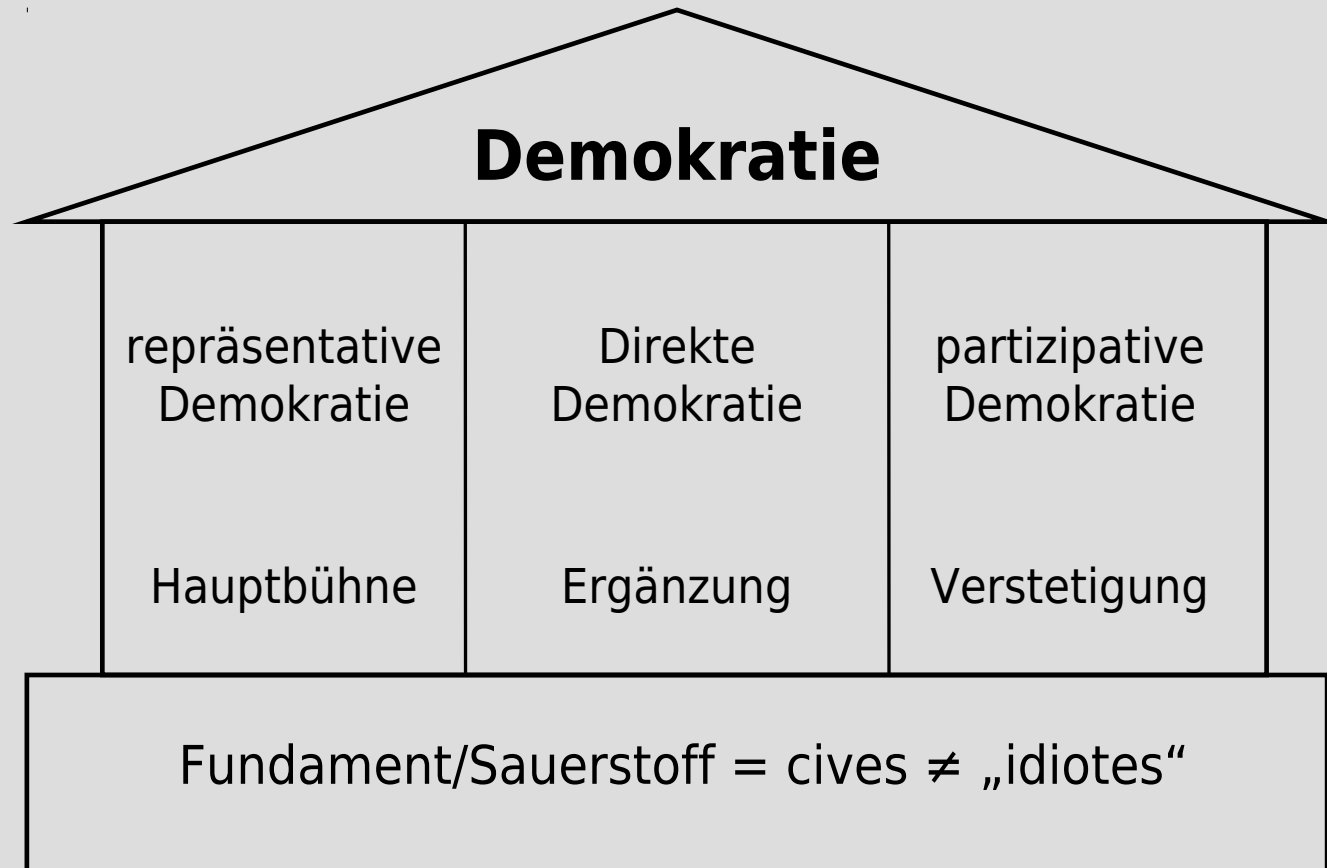 Demokratie
repräsentative
Demokratie
Hauptbühne
Direkte
Demokratie
Ergänzung
partizipative
Demokratie
Verstetigung
Fundament/Sauerstoff = cives ≠ „idiotes“